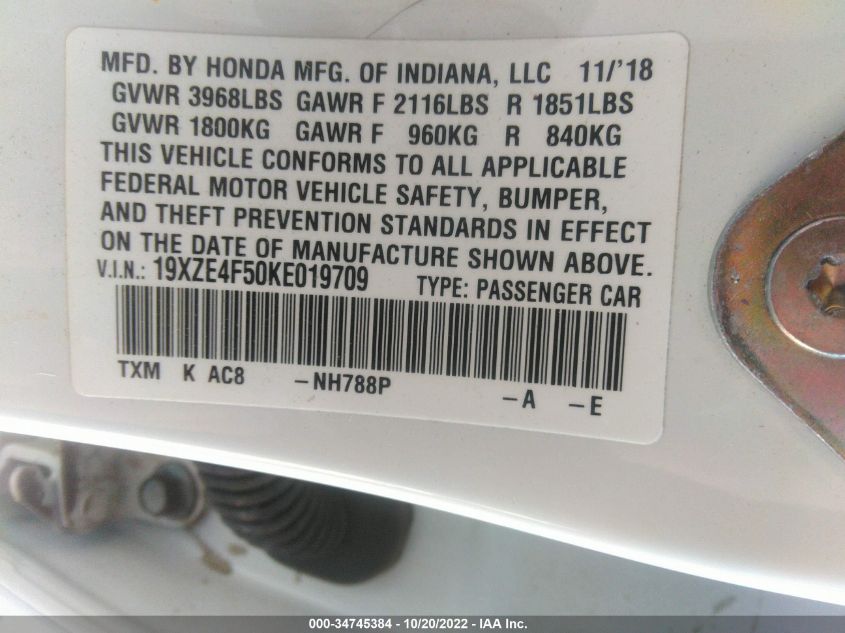 MFD. BY HONDA MFG. OF INDIANA, LLC 11/'18
GVWR 3968LBS GAWR F 2116LBS R 1851LBS
GVWR 1800KG GAWR F 960KG R 840KG
THIS VEHICLE CONFORMS TO ALL APPLICABLE
FEDERAL MOTOR VEHICLE SAFETY, BUMPER,
AND THEFT PREVENTION STANDARDS IN EFFECT
ON THE DATE OF MANUFACTURE SHOWN ABOVE.
V.I.N.: 19XZE4F50KE019709 TYPE: PASSENGER CAR
TXM K AC8 -NH788P -A -E
000-34745384 - 10/20/2022 - IAA Inc.